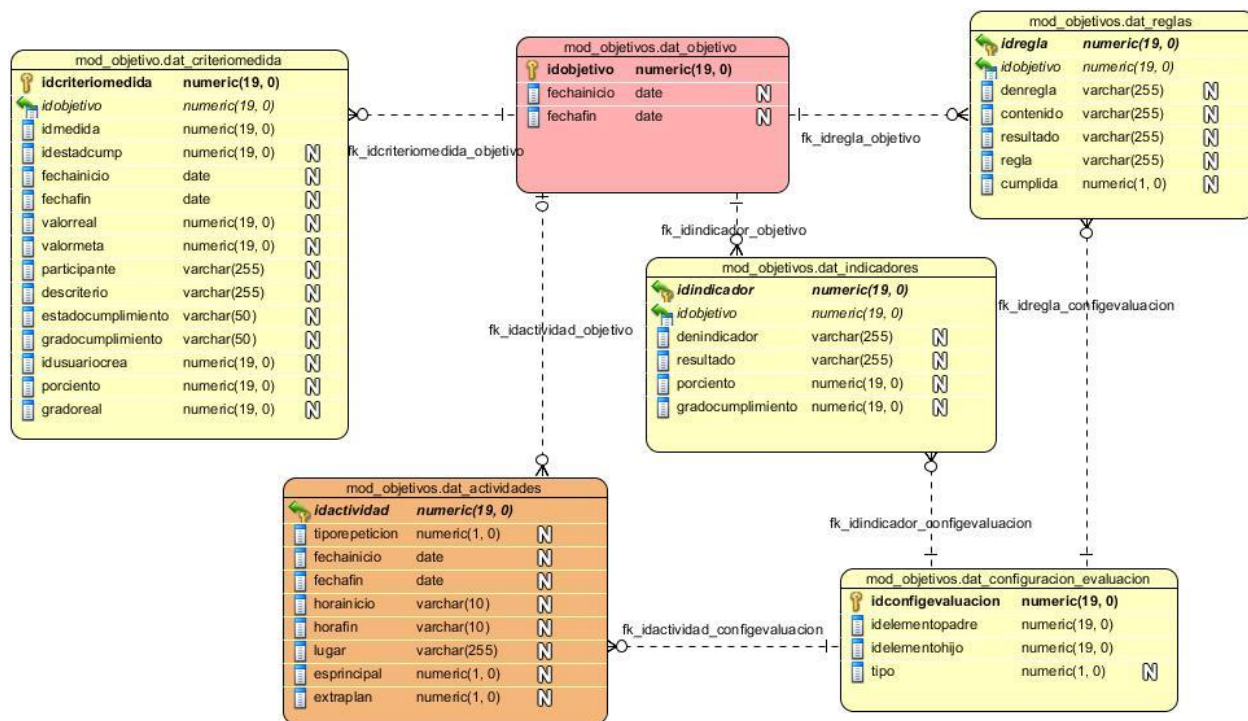 mod_objetivo.dat_criteriomedida
idcriteriomedida numeric(19, 0)
idobjetivo numeric(19, 0)
idmedida numeric(19, 0)
idestadcump numeric(19, 0) N
fechainicio date N
fechafin date N
valorreal numeric(19, 0) N
valormeta numeric(19, 0) N
participante varchar(255) N
descriterio varchar(255) N
estadocumplimiento varchar(50) N
gradocumplimiento varchar(50) N
idusuariocrea numeric(19, 0) N
porciento numeric(19, 0) N
gradoreal numeric(19, 0) N
fk_idcriteriomedida_objetivo
mod_objetivos.dat_objetivo
idobjetivo numeric(19, 0)
fechainicio date N
fechafin date N
fk_idregla_objetivo
mod_objetivos.dat_reglas
idregla numeric(19, 0)
idobjetivo numeric(19, 0)
denregla varchar(255) N
contenido varchar(255) N
resultado varchar(255) N
regla varchar(255) N
cumplida numeric(1, 0) N
fk_idindicador_objetivo
mod_objetivos.dat_indicadores
idindicador numeric(19, 0)
idobjetivo numeric(19, 0)
denindicador varchar(255) N
resultado varchar(255) N
porciento numeric(19, 0) N
gradocumplimiento numeric(19, 0) N
fk_idregla_configevaluacion
fk_idactividad_objetivo
mod_objetivos.dat_actividades
idactividad numeric(19, 0)
tiporepeticion numeric(1, 0) N
fechainicio date N
fechafin date N
horainicio varchar(10) N
horafin varchar(10) N
lugar varchar(255) N
esprincipal numeric(1, 0) N
extraplan numeric(1, 0) N
fk_idindicador_configevaluacion
fk_idactividad_configevaluacion
mod_objetivos.dat_configuracion_evaluacion
idconfigevaluacion numeric(19, 0)
idelementopadre numeric(19, 0)
idelementohijo numeric(19, 0)
tipo numeric(1, 0) N